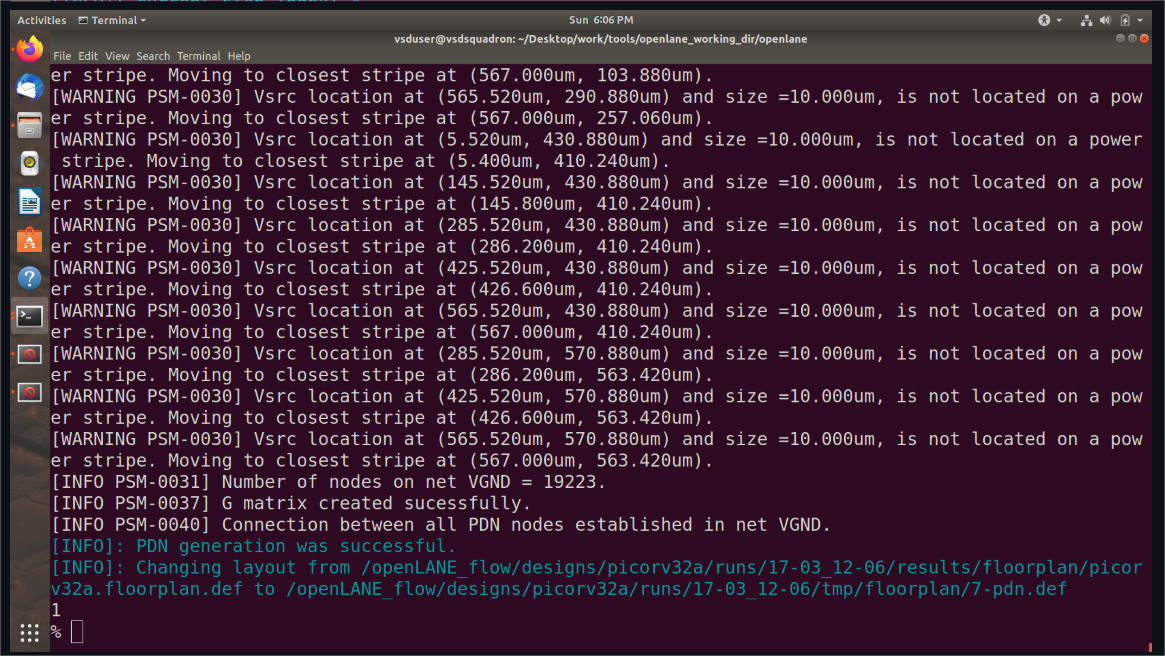 Activities Terminal Sun 6:06 PM
vsduser@vsdsquadron: ~/Desktop/work/tools/openlane_working_dir/openlane
File Edit View Search Terminal Help
er stripe. Moving to closest stripe at (567.000um, 103.880um).
[WARNING PSM-0030] Vsrc location at (565.520um, 290.880um) and size =10.000um, is not located on a pow
er stripe. Moving to closest stripe at (567.000um, 257.060um).
[WARNING PSM-0030] Vsrc location at (5.520um, 430.880um) and size =10.000um, is not located on a power
 stripe. Moving to closest stripe at (5.400um, 410.240um).
[WARNING PSM-0030] Vsrc location at (145.520um, 430.880um) and size =10.000um, is not located on a pow
er stripe. Moving to closest stripe at (145.800um, 410.240um).
[WARNING PSM-0030] Vsrc location at (285.520um, 430.880um) and size =10.000um, is not located on a pow
er stripe. Moving to closest stripe at (286.200um, 410.240um).
[WARNING PSM-0030] Vsrc location at (425.520um, 430.880um) and size =10.000um, is not located on a pow
er stripe. Moving to closest stripe at (426.600um, 410.240um).
[WARNING PSM-0030] Vsrc location at (565.520um, 430.880um) and size =10.000um, is not located on a pow
er stripe. Moving to closest stripe at (567.000um, 410.240um).
[WARNING PSM-0030] Vsrc location at (285.520um, 570.880um) and size =10.000um, is not located on a pow
er stripe. Moving to closest stripe at (286.200um, 563.420um).
[WARNING PSM-0030] Vsrc location at (425.520um, 570.880um) and size =10.000um, is not located on a pow
er stripe. Moving to closest stripe at (426.600um, 563.420um).
[WARNING PSM-0030] Vsrc location at (565.520um, 570.880um) and size =10.000um, is not located on a pow
er stripe. Moving to closest stripe at (567.000um, 563.420um).
[INFO PSM-0031] Number of nodes on net VGND = 19223.
[INFO PSM-0037] G matrix created sucessfully.
[INFO PSM-0040] Connection between all PDN nodes established in net VGND.
[INFO]: PDN generation was successful.
[INFO]: Changing layout from /openLANE_flow/designs/picorv32a/runs/17-03_12-06/results/floorplan/picor
v32a.floorplan.def to /openLANE_flow/designs/picorv32a/runs/17-03_12-06/tmp/floorplan/7-pdn.def
1
%